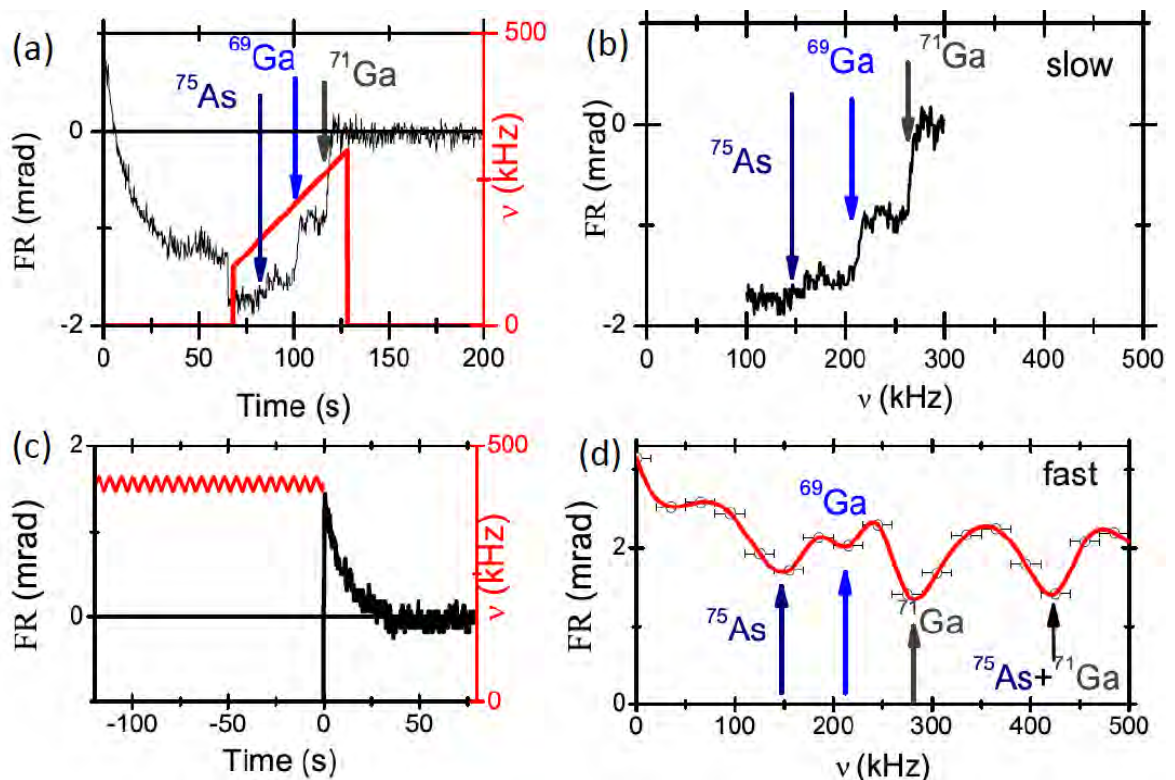 (a)
500
69Ga
71Ga
75As
0
FR (mrad)
ν (kHz)
-2
0
0
50
100
150
200
Time (s)
(b)
69Ga
71Ga
slow
0
75As
FR (mrad)
-2
0
100
200
300
400
500
ν (kHz)
(c)
2
500
FR (mrad)
ν (kHz)
0
0
-100
-50
0
50
Time (s)
(d)
fast
69Ga
2
FR (mrad)
75As
71Ga
75As+71Ga
0
0
100
200
300
400
500
ν (kHz)